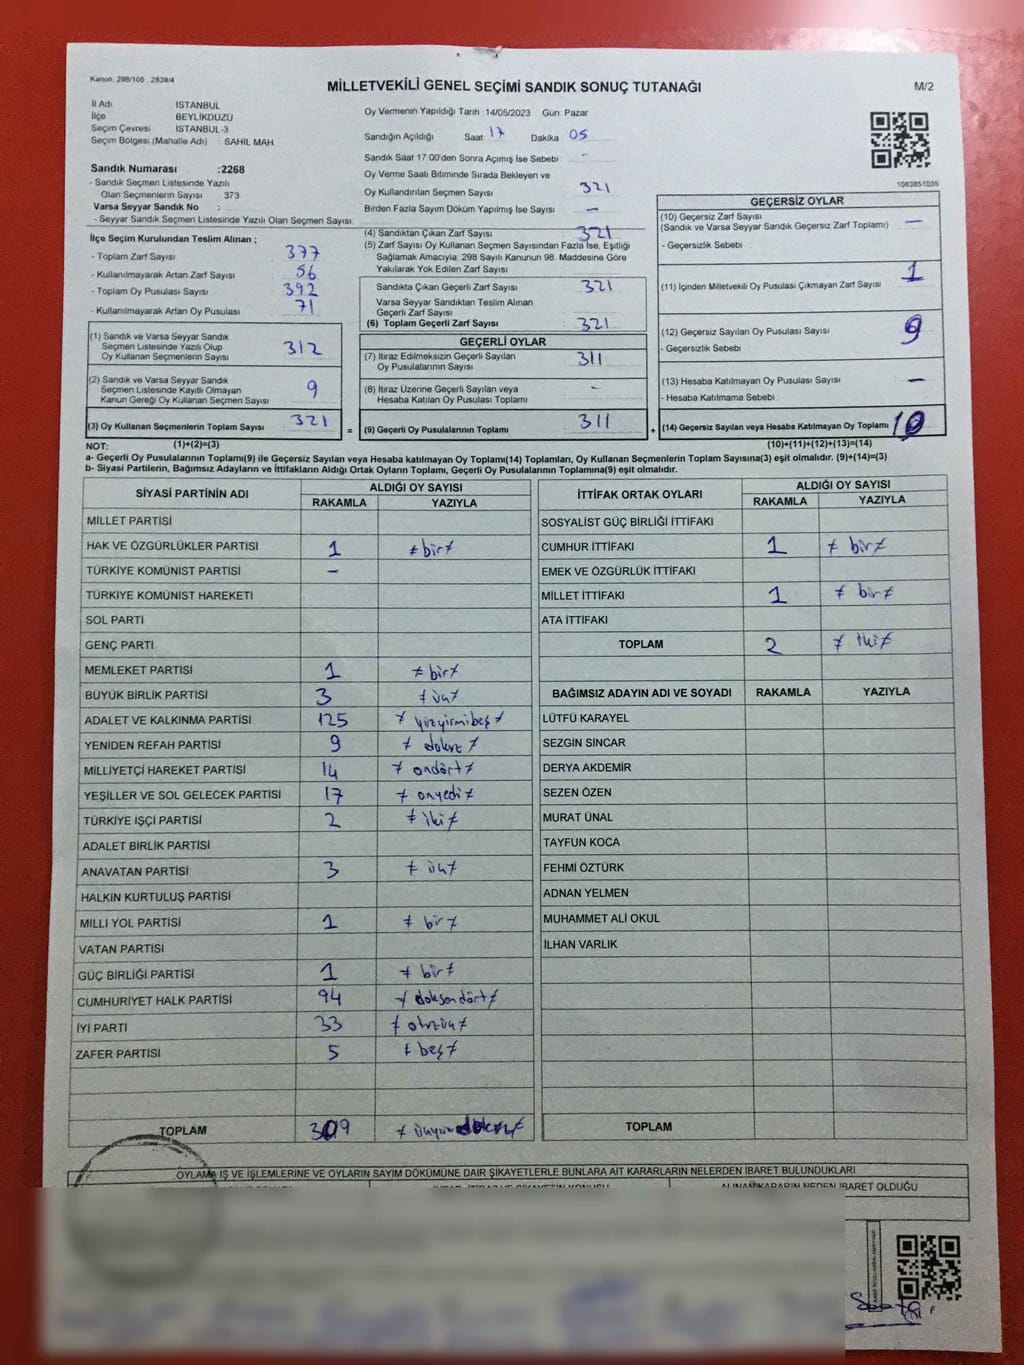 Kanun: 298/105 , 2839/4
MİLLETVEKİLİ GENEL SEÇİMİ SANDIK SONUÇ TUTANAĞI
M/2
İl Adı İSTANBUL
İlçe BEYLİKDÜZÜ
Seçim Çevresi İSTANBUL-3
Seçim Bölgesi (Mahalle Adı) : SAHİL MAH.
Sandık Numarası :2268
- Sandık Seçmen Listesinde Yazılı
Olan Seçmenlerin Sayısı 373
Varsa Seyyar Sandık No :
- Seyyar Sandık Seçmen Listesinde Yazılı Olan Seçmen Sayısı:
Oy Vermenin Yapıldığı Tarih 14/05/2023 Gün: Pazar
Sandığın Açıldığı Saat 17 Dakika 05
Sandık Saat 17:00'den Sonra Açılmış İse Sebebi : -
Oy Verme Saati Bitiminde Sırada Bekleyen ve
Oy Kullandırılan Seçmen Sayısı 321
Birden Fazla Sayım Döküm Yapılmış İse Sayısı -
1083851035
İlçe Seçim Kurulundan Teslim Alınan ;
- Toplam Zarf Sayısı 377
- Kullanılmayarak Artan Zarf Sayısı 56
- Toplam Oy Pusulası Sayısı 392
- Kullanılmayarak Artan Oy Pusulası 71
(1) Sandık ve Varsa Seyyar Sandık
Seçmen Listesinde Yazılı Olup
Oy Kullanan Seçmenlerin Sayısı 312
(2) Sandık ve Varsa Seyyar Sandık
Seçmen Listesinde Kayıtlı Olmayan
Kanun Gereği Oy Kullanan Seçmen Sayısı 9
(3) Oy Kullanan Seçmenlerin Toplam Sayısı 321 =
(1)+(2)=(3)
(4) Sandıktan Çıkan Zarf Sayısı 321
(5) Zarf Sayısı Oy Kullanan Seçmen Sayısından Fazla İse, Eşitliği
Sağlamak Amacıyla, 298 Sayılı Kanunun 98. Maddesine Göre
Yakılarak Yok Edilen Zarf Sayısı
Sandıkta Çıkan Geçerli Zarf Sayısı 321
Varsa Seyyar Sandıktan Teslim Alınan
Geçerli Zarf Sayısı
(6) Toplam Geçerli Zarf Sayısı 321
GEÇERLİ OYLAR
(7) İtiraz Edilmeksizin Geçerli Sayılan
Oy Pusulalarının Sayısı 311
(8) İtiraz Üzerine Geçerli Sayılan veya
Hesaba Katılan Oy Pusulası Toplamı -
(9) Geçerli Oy Pusulalarının Toplamı 311 +
GEÇERSİZ OYLAR
(10) Geçersiz Zarf Sayısı
(Sandık ve Varsa Seyyar Sandık Geçersiz Zarf Toplamı) -
- Geçersizlik Sebebi :
(11) İçinden Milletvekili Oy Pusulası Çıkmayan Zarf Sayısı 1
(12) Geçersiz Sayılan Oy Pusulası Sayısı 9
- Geçersizlik Sebebi :
(13) Hesaba Katılmayan Oy Pusulası Sayısı -
- Hesaba Katılmama Sebebi :
(14) Geçersiz Sayılan veya Hesaba Katılmayan Oy Toplamı 10
(10)+(11)+(12)+(13)=(14)
NOT:
a- Geçerli Oy Pusulalarının Toplamı(9) ile Geçersiz Sayılan veya Hesaba katılmayan Oy Toplamı(14) Toplamları, Oy Kullanan Seçmenlerin Toplam Sayısına(3) eşit olmalıdır. (9)+(14)=(3)
b- Siyasi Partilerin, Bağımsız Adayların ve İttifakların Aldığı Ortak Oyların Toplamı, Geçerli Oy Pusulalarının Toplamına(9) eşit olmalıdır.
SİYASİ PARTİNİN ADI ALDIĞI OY SAYISI
RAKAMLA YAZIYLA
MİLLET PARTİSİ
HAK VE ÖZGÜRLÜKLER PARTİSİ 1 ≠ bir ≠
TÜRKİYE KOMÜNİST PARTİSİ -
TÜRKİYE KOMÜNİST HAREKETİ
SOL PARTİ
GENÇ PARTİ
MEMLEKET PARTİSİ 1 ≠ bir ≠
BÜYÜK BİRLİK PARTİSİ 3 ≠ üç ≠
ADALET VE KALKINMA PARTİSİ 125 ≠ yüzyirmibeş ≠
YENİDEN REFAH PARTİSİ 9 ≠ dokuz ≠
MİLLİYETÇİ HAREKET PARTİSİ 14 ≠ ondört ≠
YEŞİLLER VE SOL GELECEK PARTİSİ 17 ≠ onyedi ≠
TÜRKİYE İŞÇİ PARTİSİ 2 ≠ iki ≠
ADALET BİRLİK PARTİSİ
ANAVATAN PARTİSİ 3 ≠ üç ≠
HALKIN KURTULUŞ PARTİSİ
MİLLİ YOL PARTİSİ 1 ≠ bir ≠
VATAN PARTİSİ
GÜÇ BİRLİĞİ PARTİSİ 1 ≠ bir ≠
CUMHURİYET HALK PARTİSİ 94 ≠ doksandört ≠
İYİ PARTİ 33 ≠ otuzüç ≠
ZAFER PARTİSİ 5 ≠ beş ≠
TOPLAM 309 ≠ üçyüzdokuz ≠
İTTİFAK ORTAK OYLARI ALDIĞI OY SAYISI
RAKAMLA YAZIYLA
SOSYALİST GÜÇ BİRLİĞİ İTTİFAKI
CUMHUR İTTİFAKI 1 ≠ bir ≠
EMEK VE ÖZGÜRLÜK İTTİFAKI
MİLLET İTTİFAKI 1 ≠ bir ≠
ATA İTTİFAKI
TOPLAM 2 ≠ iki ≠
BAĞIMSIZ ADAYIN ADI VE SOYADI RAKAMLA YAZIYLA
LÜTFÜ KARAYEL
SEZGİN SİNCAR
DERYA AKDEMİR
SEZEN ÖZEN
MURAT ÜNAL
TAYFUN KOCA
FEHMİ ÖZTÜRK
ADNAN YELMEN
MUHAMMET ALİ OKUL
İLHAN VARLIK
TOPLAM
OYLAMA İŞ VE İŞLEMLERİNE VE OYLARIN SAYIM DÖKÜMÜNE DAİR ŞİKAYETLERLE BUNLARA AİT KARARLARIN NELERDEN İBARET BULUNDUKLARI
ALINAN KARARIN NEDEN İBARET OLDUĞU